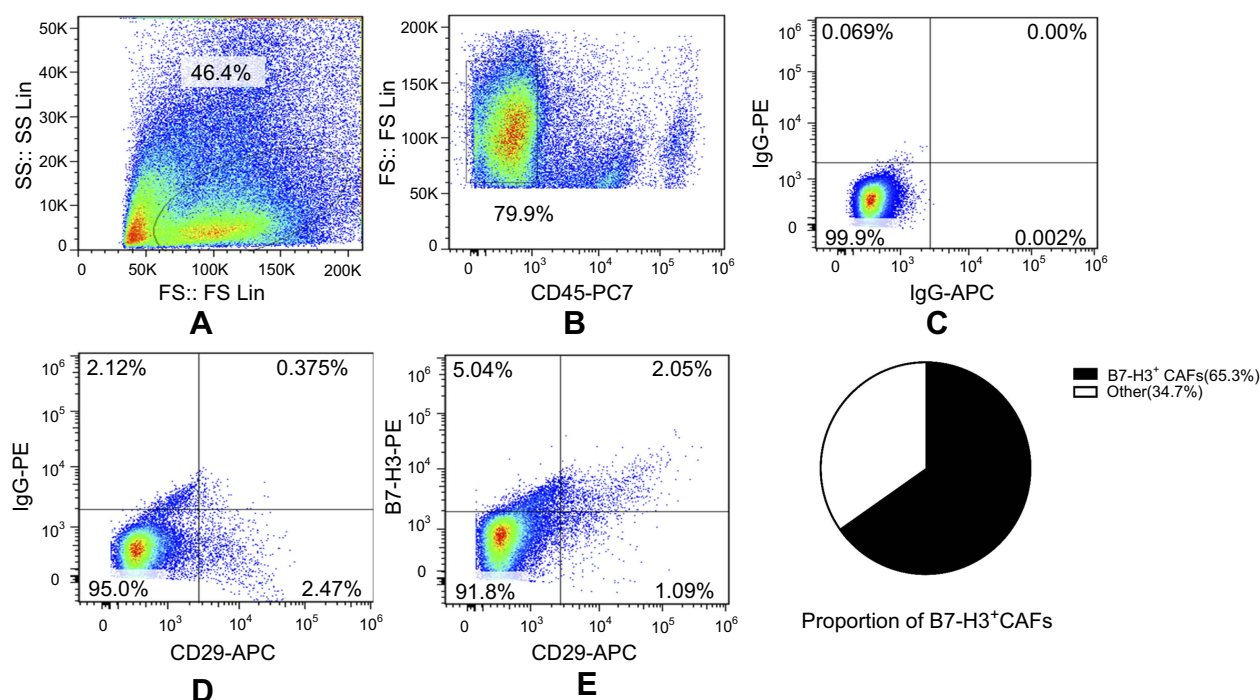 50K
40K
30K
20K
10K
0
SS:: SS Lin
46.4%
0 50K 100K 150K 200K
FS:: FS Lin
A
200K
150K
100K
50K
0
FS:: FS Lin
79.9%
0 10³ 10⁴ 10⁵ 10⁶
CD45-PC7
B
10⁶
10⁵
10⁴
10³
0
IgG-PE
0.069% 0.00%
99.9% 0.002%
0 10³ 10⁴ 10⁵ 10⁶
IgG-APC
C
10⁶
10⁵
10⁴
10³
0
IgG-PE
2.12% 0.375%
95.0% 2.47%
0 10³ 10⁴ 10⁵ 10⁶
CD29-APC
D
10⁶
10⁵
10⁴
10³
0
B7-H3-PE
5.04% 2.05%
91.8% 1.09%
0 10³ 10⁴ 10⁵ 10⁶
CD29-APC
E
B7-H3⁺ CAFs(65.3%)
Other(34.7%)
Proportion of B7-H3⁺CAFs